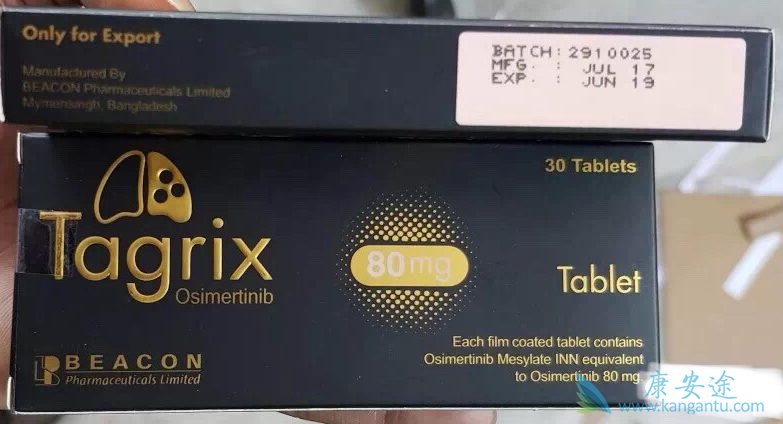 Only for Export
Manufactured By
BEACON Pharmaceuticals Limited
Mymensingh, Bangladesh
BATCH: 2910025
MFG. : JUL 17
EXP. : JUN 19
30 Tablets
Tagrix
Osimertinib
80 mg
Tablet
Each film coated tablet contains
Osimertinib Mesylate INN equivalent
to Osimertinib 80 mg.
BEACON
Pharmaceuticals Limited
康安途
www.kangantu.com